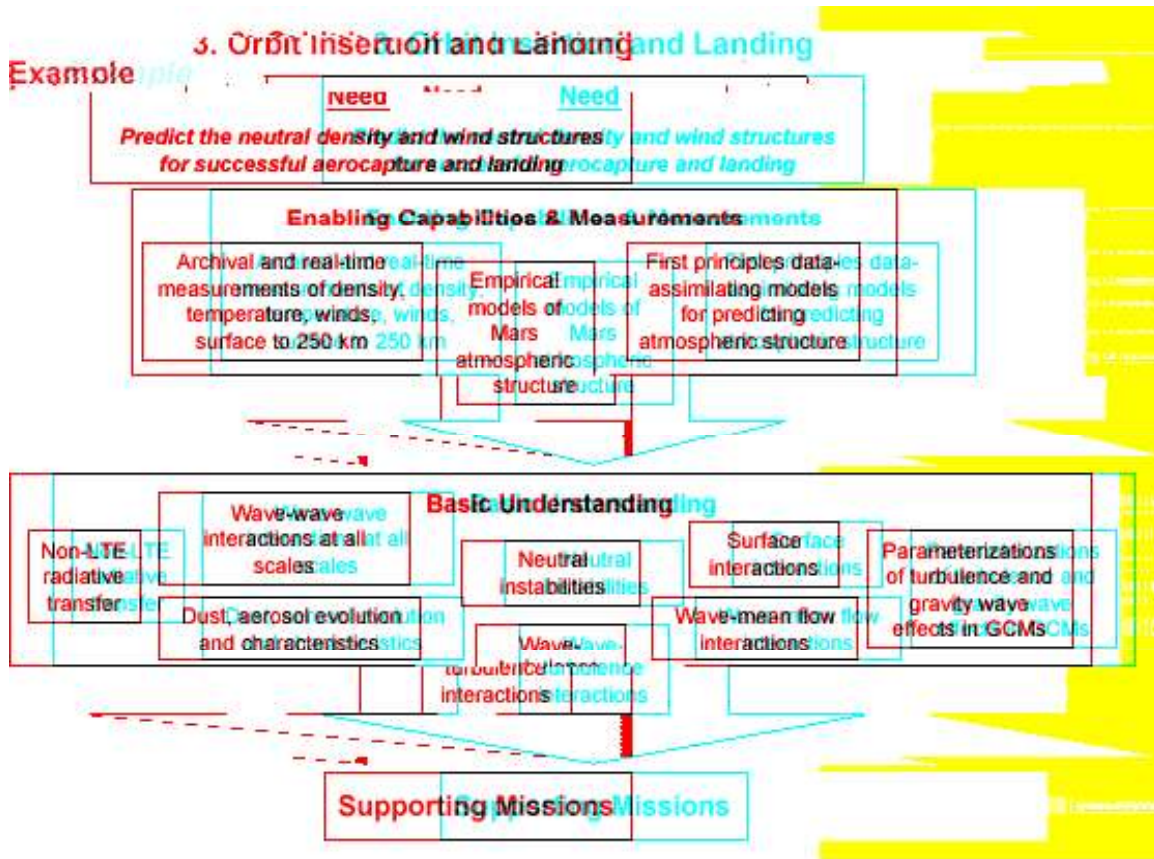 3. Orbit Insertion and Landing
Example
Need
Predict the neutral density and wind structures
for successful aerocapture and landing
Enabling Capabilities & Measurements
Archival and real-time
measurements of density,
temperature, winds,
surface to 250 km
Empirical
models of
Mars
atmospheric
structure
First principles data-
assimilating models
for predicting
atmospheric structure
Basic Understanding
Non-LTE
radiative
transfer
Wave-wave
interactions at all
scales
Dust, aerosol evolution
and characteristics
Neutral
instabilities
Wave-
turbulence
interactions
Surface
interactions
Wave-mean flow
interactions
Parameterizations
of turbulence and
gravity wave
effects in GCMs
Supporting Missions